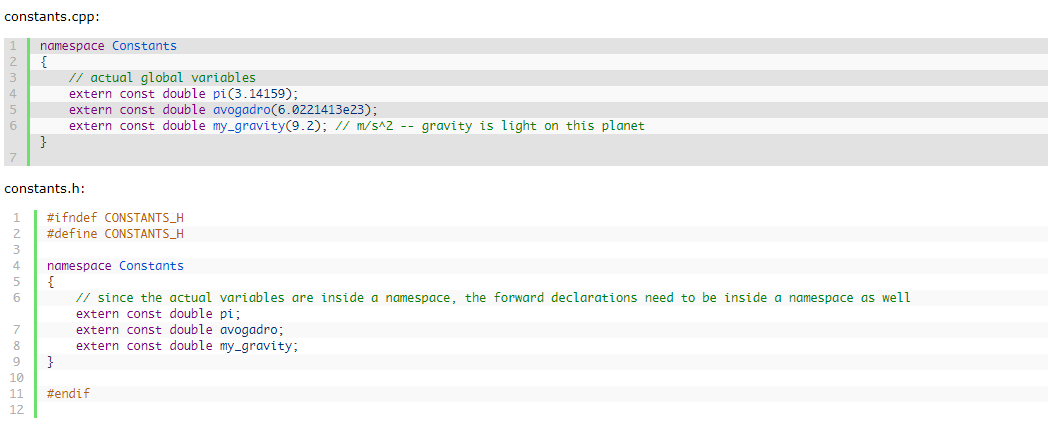 constants.cpp:
1 namespace Constants
2 {
3     // actual global variables
4     extern const double pi(3.14159);
5     extern const double avogadro(6.0221413e23);
6     extern const double my_gravity(9.2); // m/s^2 -- gravity is light on this planet
}
7
constants.h:
1 #ifndef CONSTANTS_H
2 #define CONSTANTS_H
3
4 namespace Constants
5 {
6     // since the actual variables are inside a namespace, the forward declarations need to be inside a namespace as well
    extern const double pi;
7     extern const double avogadro;
8     extern const double my_gravity;
9 }
10
11 #endif
12